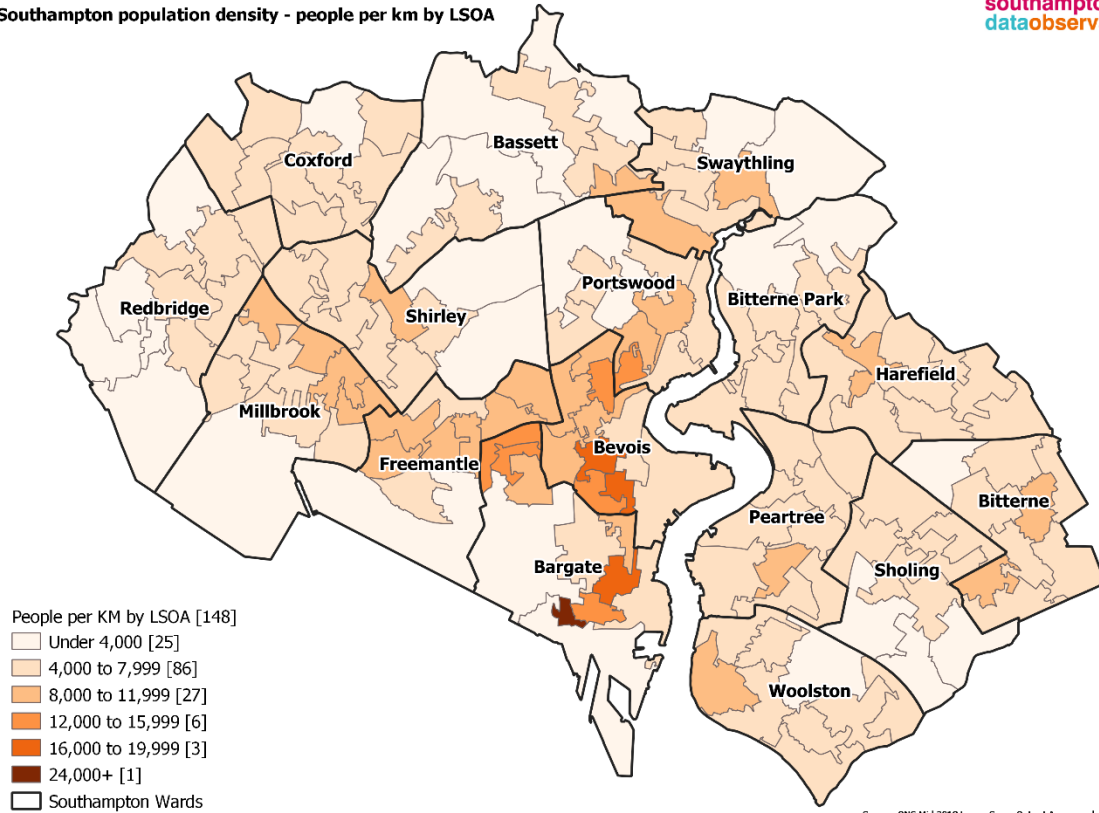 Southampton population density - people per km by LSOA
southampto
dataobserv
Bassett
Coxford
Swaythling
Portswood
Bitterne Park
Redbridge
Shirley
Harefield
Millbrook
Bevois
Freemantle
Bitterne
Peartree
Bargate
Sholing
Woolston
People per KM by LSOA [148]
Under 4,000 [25]
4,000 to 7,999 [86]
8,000 to 11,999 [27]
12,000 to 15,999 [6]
16,000 to 19,999 [3]
24,000+ [1]
Southampton Wards